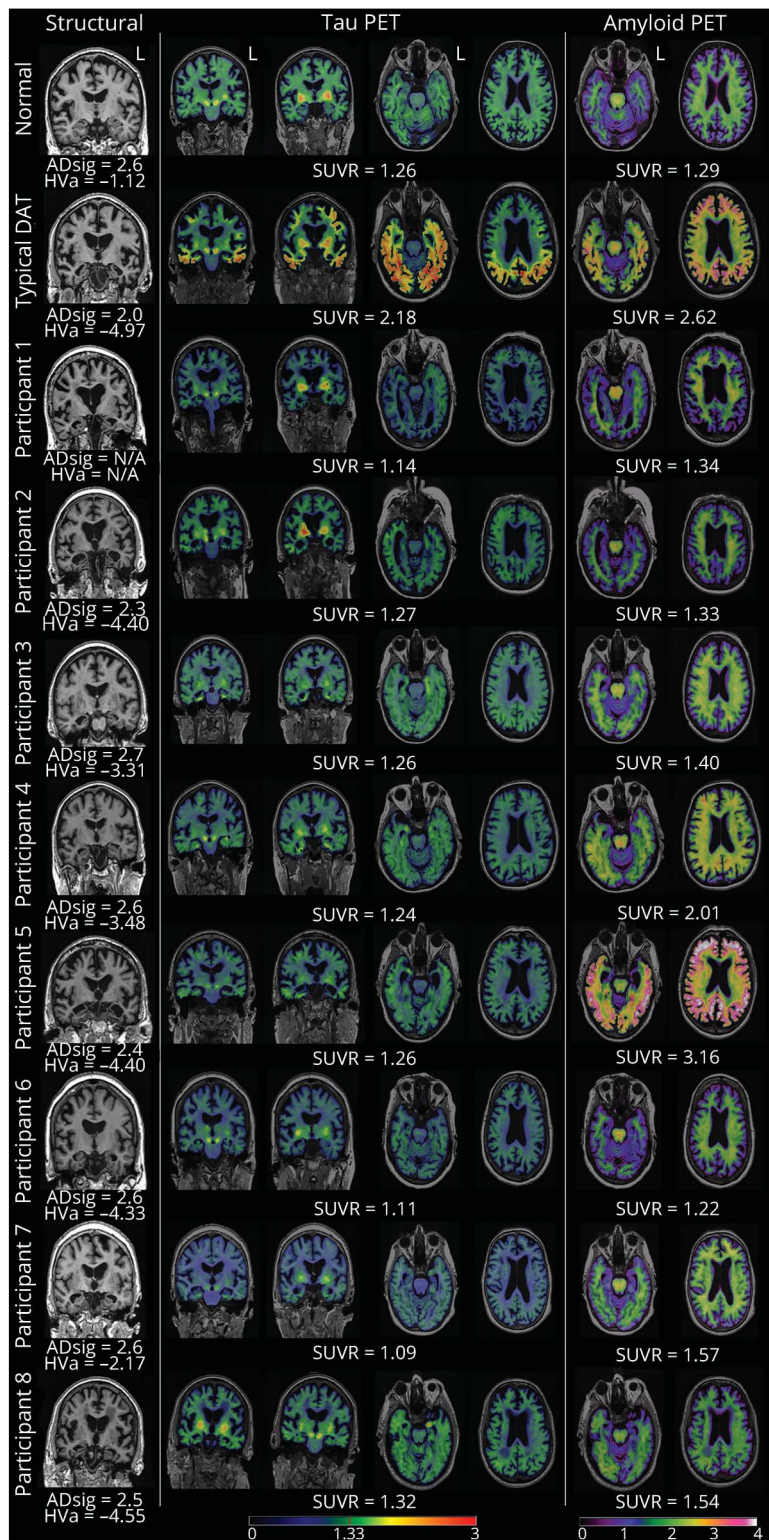 Structural Tau PET Amyloid PET
L L L L
Normal
ADsig = 2.6
HVa = –1.12
SUVR = 1.26 SUVR = 1.29
Typical DAT
ADsig = 2.0
HVa = –4.97
SUVR = 2.18 SUVR = 2.62
Particpant 1
ADsig = N/A
HVa = N/A
SUVR = 1.14 SUVR = 1.34
Participant 2
ADsig = 2.3
HVa = –4.40
SUVR = 1.27 SUVR = 1.33
Participant 3
ADsig = 2.7
HVa = –3.31
SUVR = 1.26 SUVR = 1.40
Participant 4
ADsig = 2.6
HVa = –3.48
SUVR = 1.24 SUVR = 2.01
Participant 5
ADsig = 2.4
HVa = –4.40
SUVR = 1.26 SUVR = 3.16
Participant 6
ADsig = 2.6
HVa = –4.33
SUVR = 1.11 SUVR = 1.22
Participant 7
ADsig = 2.6
HVa = –2.17
SUVR = 1.09 SUVR = 1.57
Participant 8
ADsig = 2.5
HVa = –4.55
SUVR = 1.32 SUVR = 1.54
0 1.33 3 0 1 2 3 4